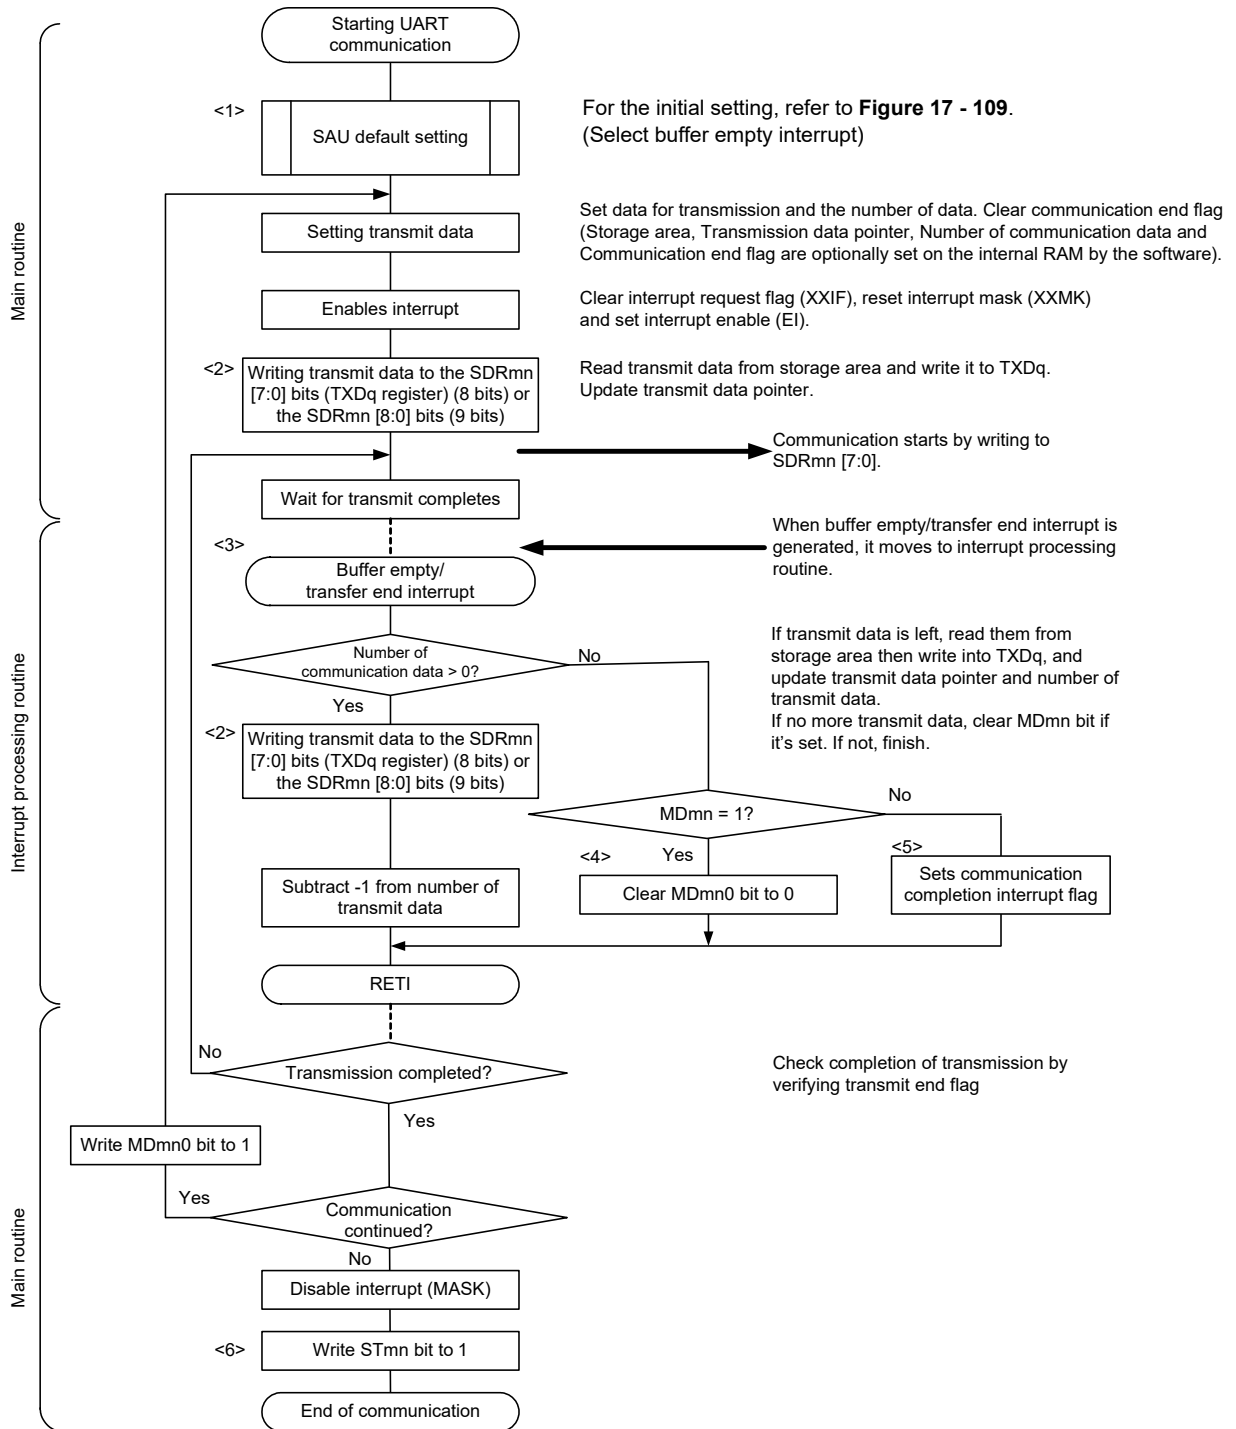 Starting UART
communication
<1>
SAU default setting
For the initial setting, refer to Figure 17 - 109.
(Select buffer empty interrupt)
Main routine
Setting transmit data
Set data for transmission and the number of data. Clear communication end flag
(Storage area, Transmission data pointer, Number of communication data and
Communication end flag are optionally set on the internal RAM by the software).
Enables interrupt
Clear interrupt request flag (XXIF), reset interrupt mask (XXMK)
and set interrupt enable (EI).
<2>
Writing transmit data to the SDRmn
[7:0] bits (TXDq register) (8 bits) or
the SDRmn [8:0] bits (9 bits)
Read transmit data from storage area and write it to TXDq.
Update transmit data pointer.
Communication starts by writing to
SDRmn [7:0].
Wait for transmit completes
<3>
When buffer empty/transfer end interrupt is
generated, it moves to interrupt processing
routine.
Buffer empty/
transfer end interrupt
Interrupt processing routine
Number of
communication data > 0?
No
Yes
If transmit data is left, read them from
storage area then write into TXDq, and
update transmit data pointer and number of
transmit data.
If no more transmit data, clear MDmn bit if
it's set. If not, finish.
<2>
Writing transmit data to the SDRmn
[7:0] bits (TXDq register) (8 bits) or
the SDRmn [8:0] bits (9 bits)
MDmn = 1?
No
<4>
Yes
<5>
Subtract -1 from number of
transmit data
Clear MDmn0 bit to 0
Sets communication
completion interrupt flag
RETI
No
Transmission completed?
Check completion of transmission by
verifying transmit end flag
Yes
Write MDmn0 bit to 1
Main routine
Yes
Communication
continued?
No
Disable interrupt (MASK)
<6>
Write STmn bit to 1
End of communication